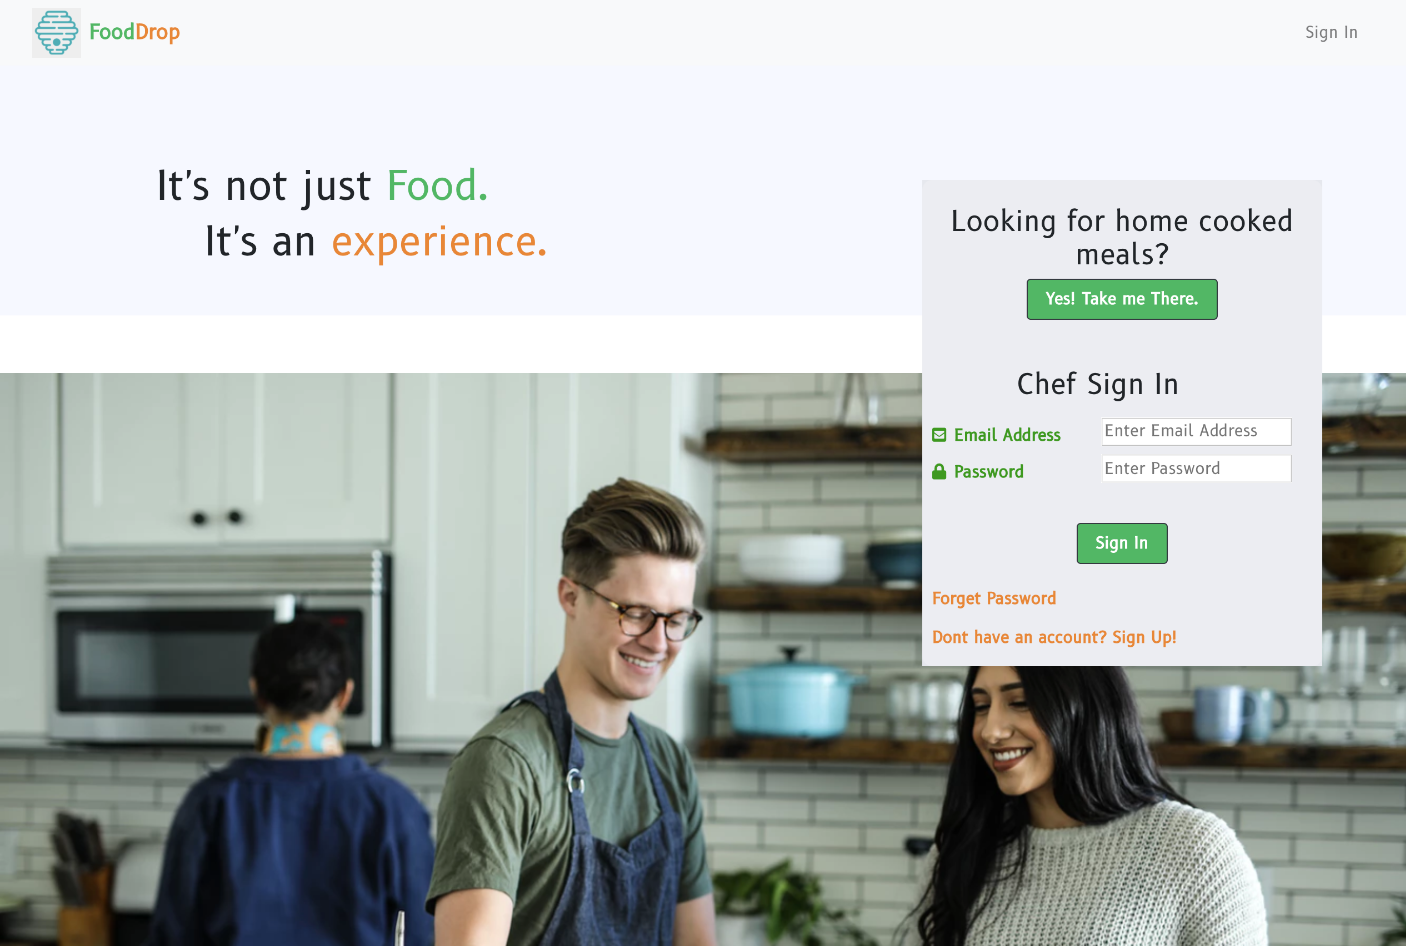 FoodDrop
Sign In
It's not just Food.
It's an experience.
Looking for home cooked
meals?
Yes! Take me There.
Chef Sign In
Email Address
Enter Email Address
Password
Enter Password
Sign In
Forget Password
Dont have an account? Sign Up!